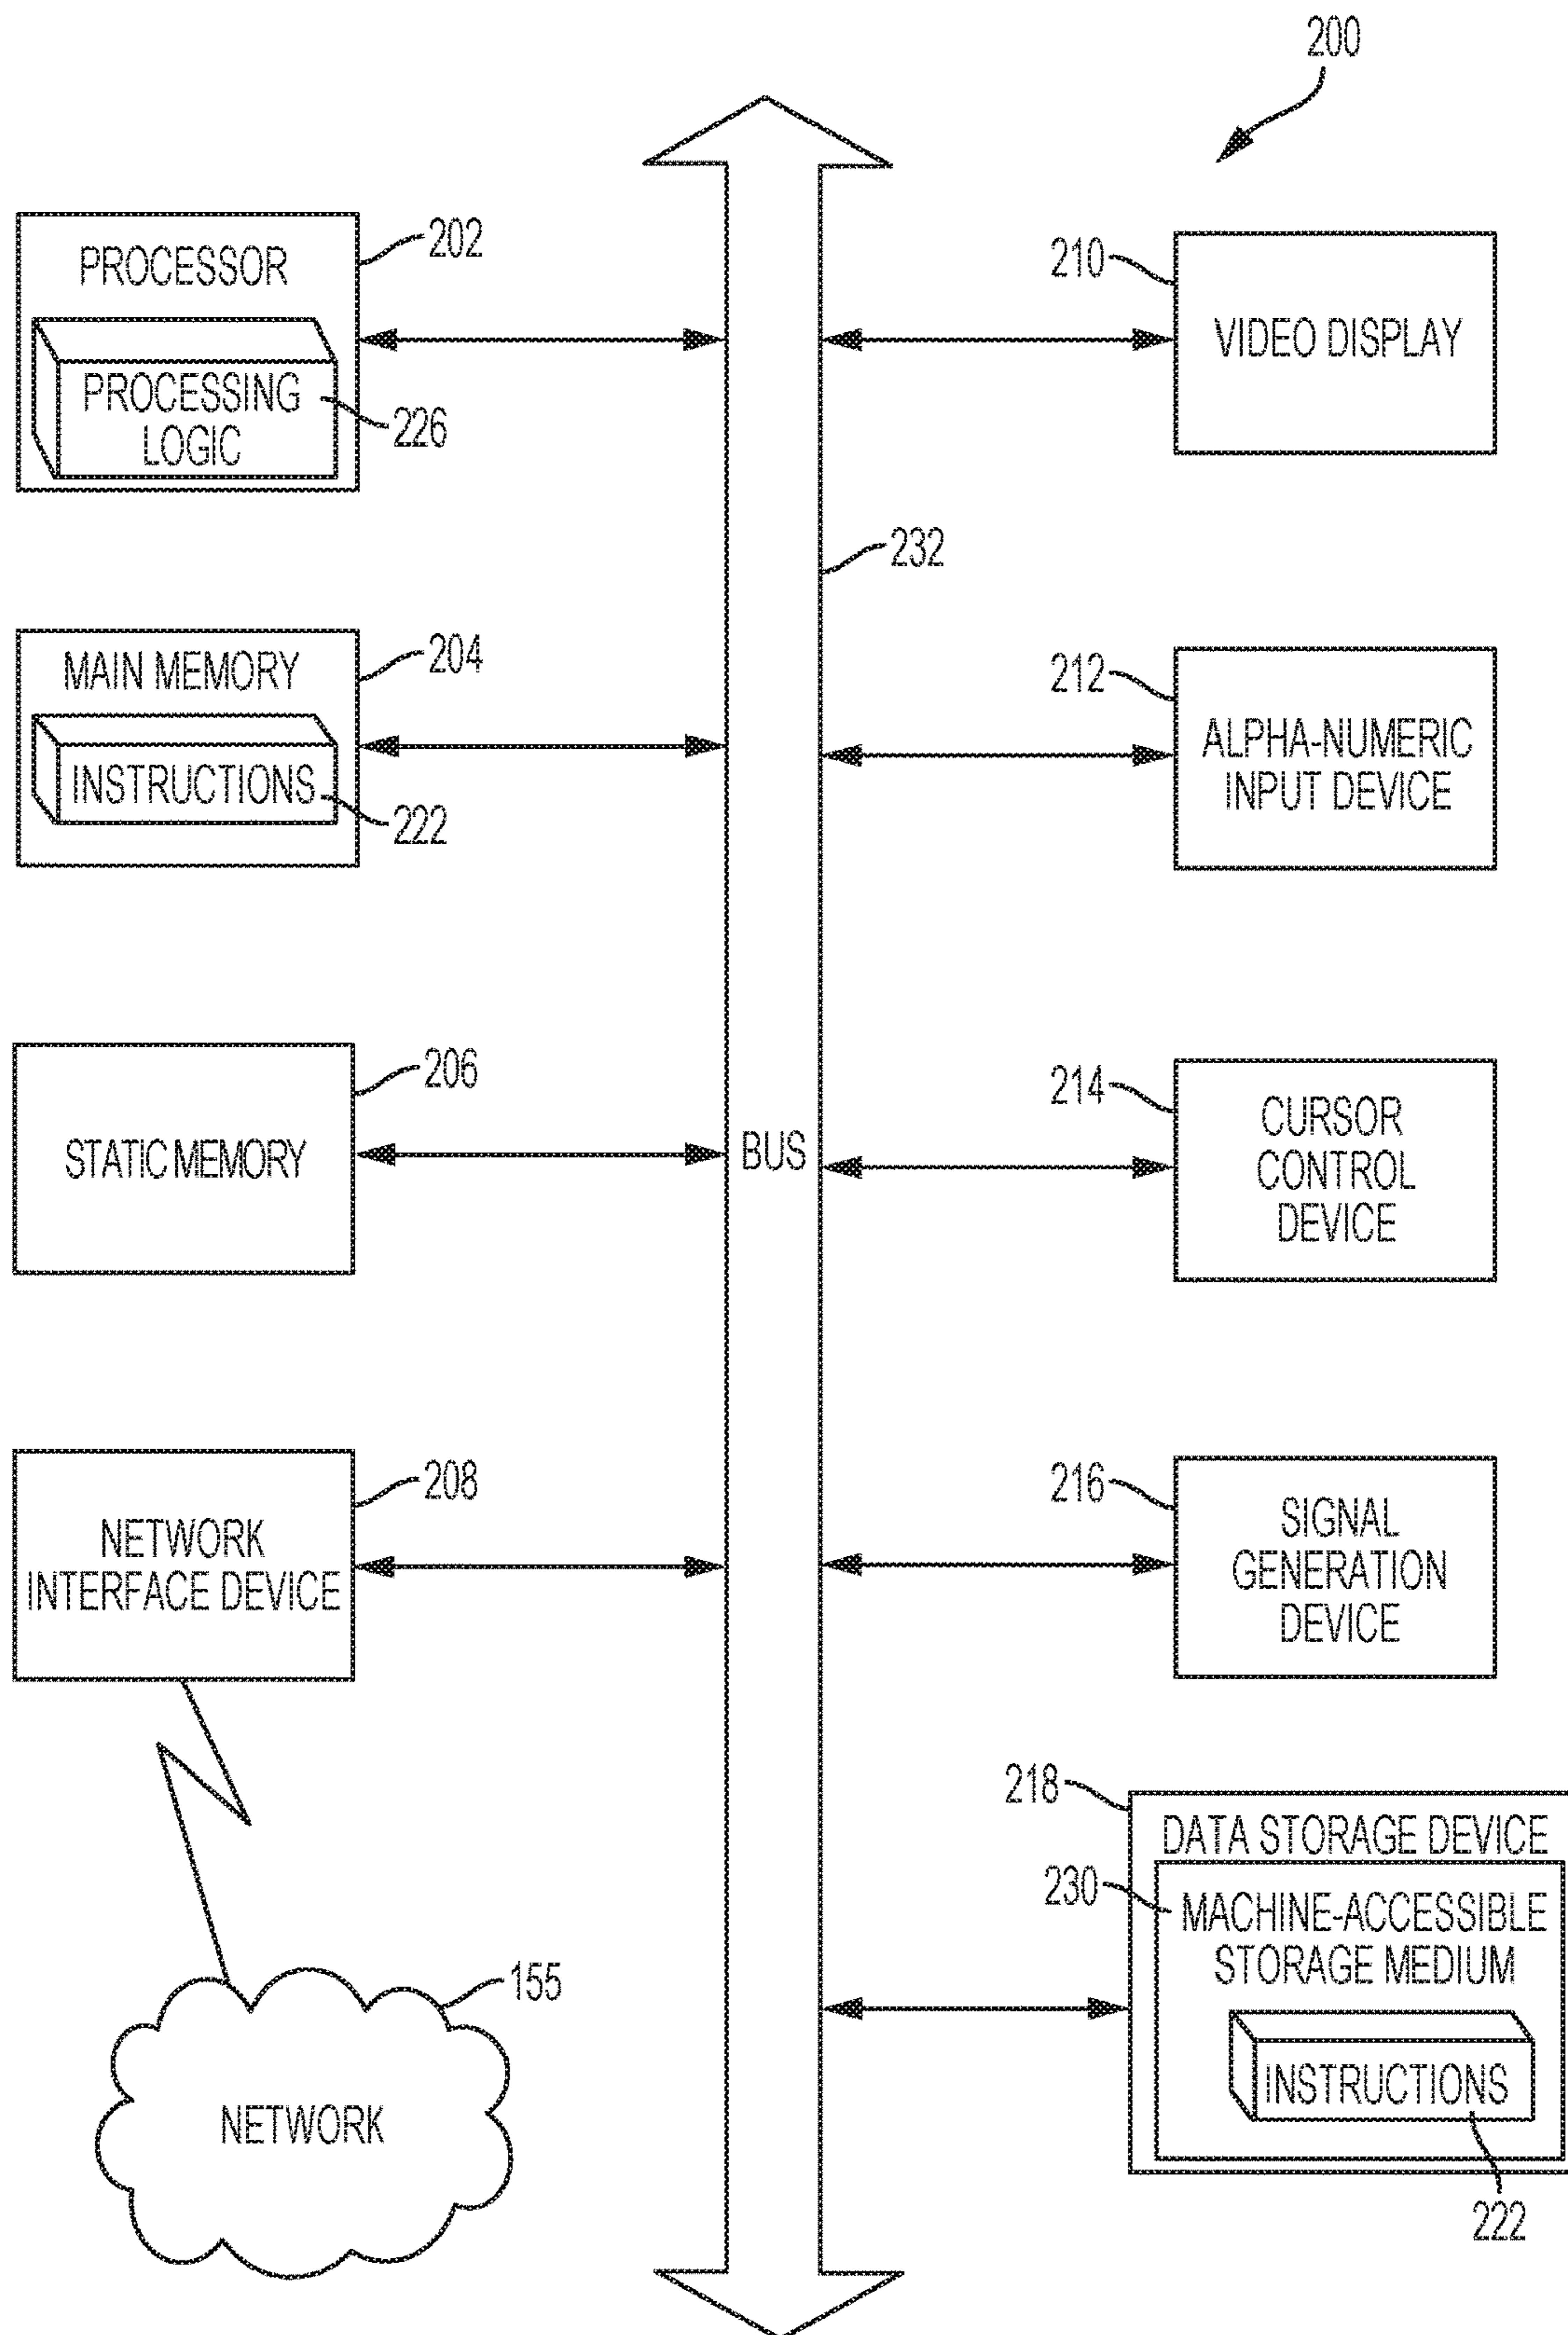 200
PROCESSOR
202
PROCESSING
LOGIC
226
210
VIDEO DISPLAY
232
MAIN MEMORY
204
INSTRUCTIONS
222
212
ALPHA-NUMERIC
INPUT DEVICE
STATIC MEMORY
206
BUS
214
CURSOR
CONTROL
DEVICE
NETWORK
INTERFACE DEVICE
208
216
SIGNAL
GENERATION
DEVICE
155
NETWORK
218
DATA STORAGE DEVICE
230
MACHINE-ACCESSIBLE
STORAGE MEDIUM
INSTRUCTIONS
222